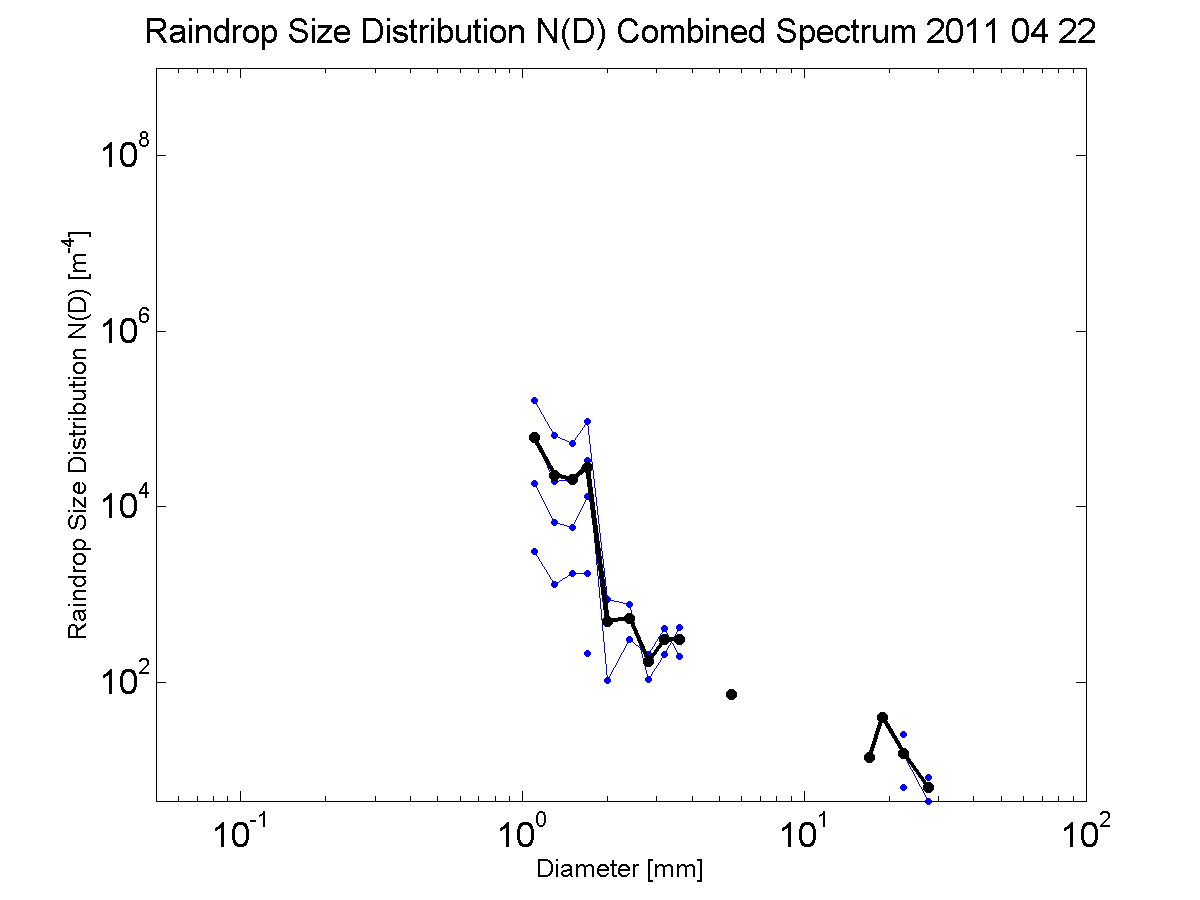 Raindrop Size Distribution N(D) Combined Spectrum 2011 04 22
10^8
10^6
10^4
10^2
Raindrop Size Distribution N(D) [m^-4]
10^-1
10^0
10^1
10^2
Diameter [mm]